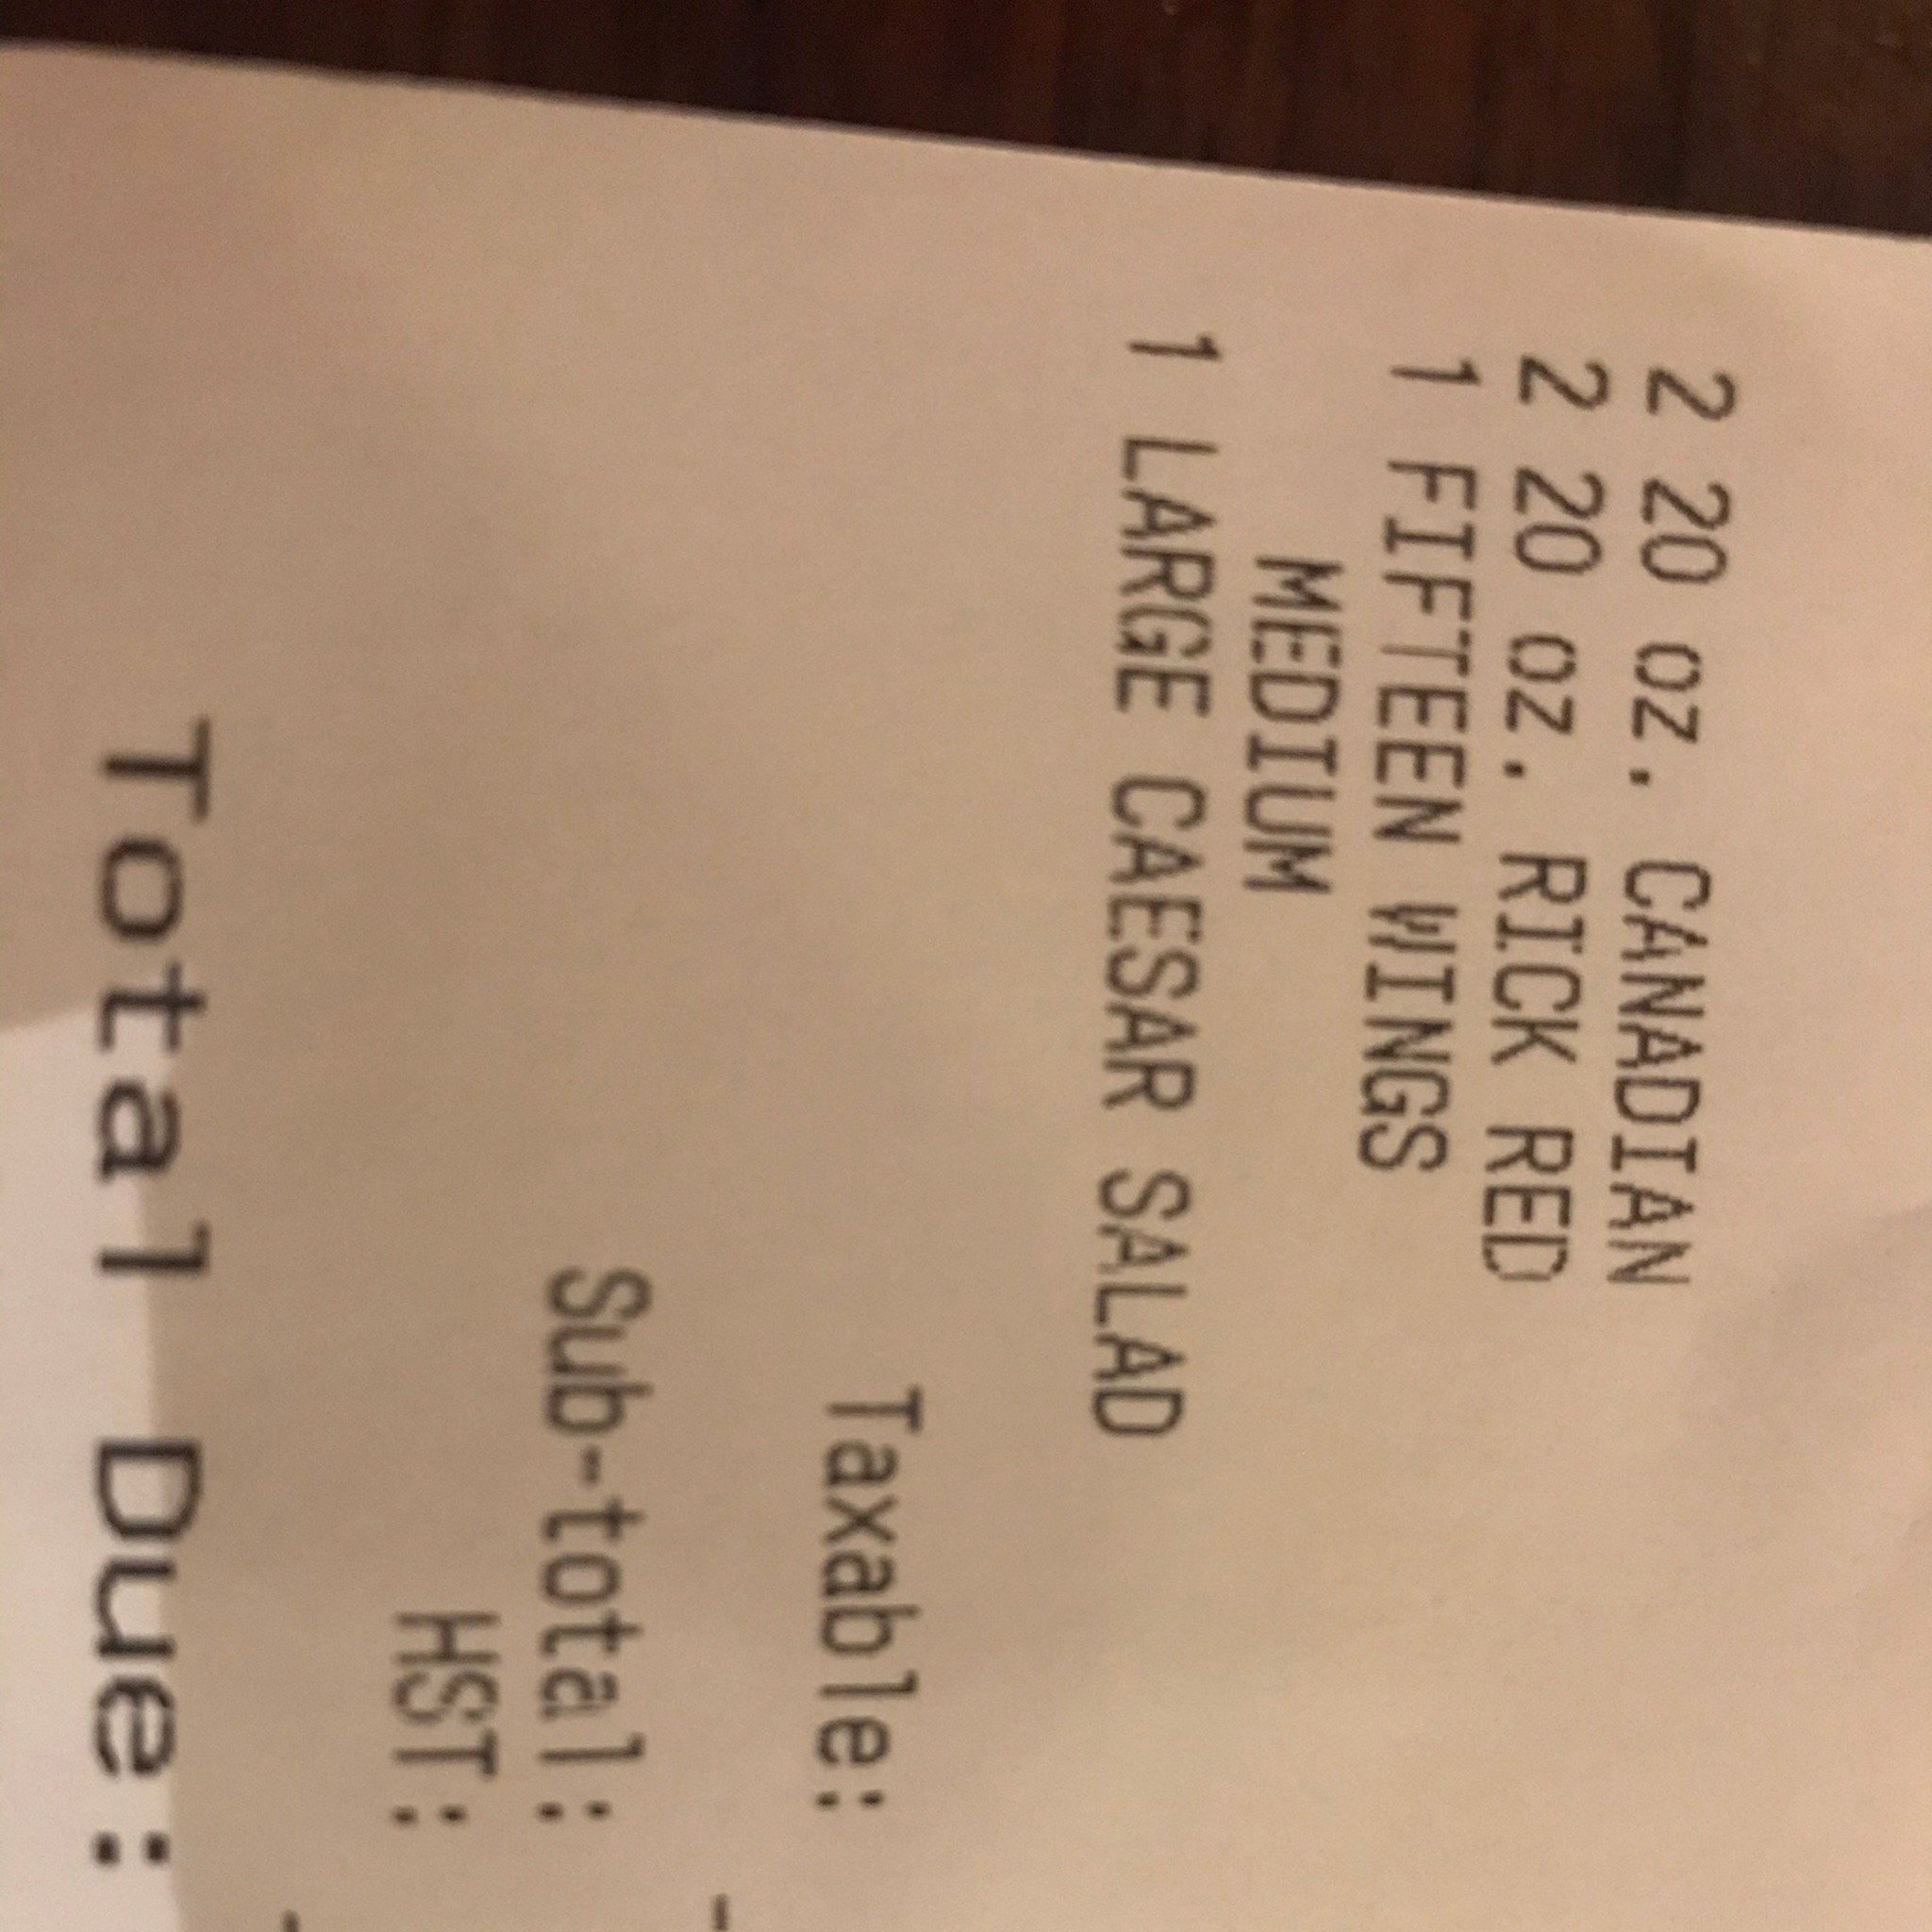 2 20 oz. CANADIAN
2 20 oz. RICK RED
1 FIFTEEN WINGS
MEDIUM
1 LARGE CAESAR SALAD
Taxable:
Sub-total:
HST:
Total Due: